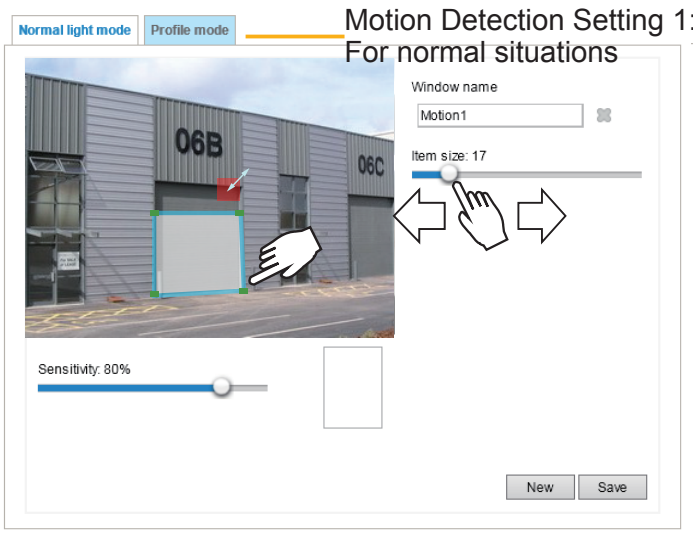 Normal light mode
Profile mode
Motion Detection Setting 1:
For normal situations
Window name
Motion1
Item size: 17
06B
06C
Sensitivity: 80%
New
Save